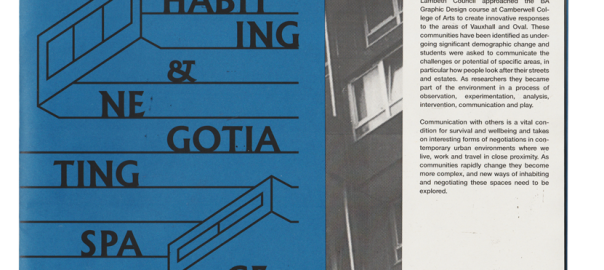 HABIT
ING
&
NE
GOTIA
TING
SPA
CE
Lambeth Council approached the BA
Graphic Design course at Camberwell Col-
lege of Arts to create innovative responses
to the areas of Vauxhall and Oval. These
communities have been identified as under-
going significant demographic change and
students were asked to communicate the
challenges or potential of specific areas, in
particular how people look after their streets
and estates. As researchers they became
part of the environment in a process of
observation, experimentation, analysis,
intervention, communication and play.
Communication with others is a vital con-
dition for survival and wellbeing and takes
on interesting forms of negotiations in con-
temporary urban environments where we
live, work and travel in close proximity. As
communities rapidly change they become
more complex, and new ways of inhabiting
and negotiating these spaces need to be
explored.